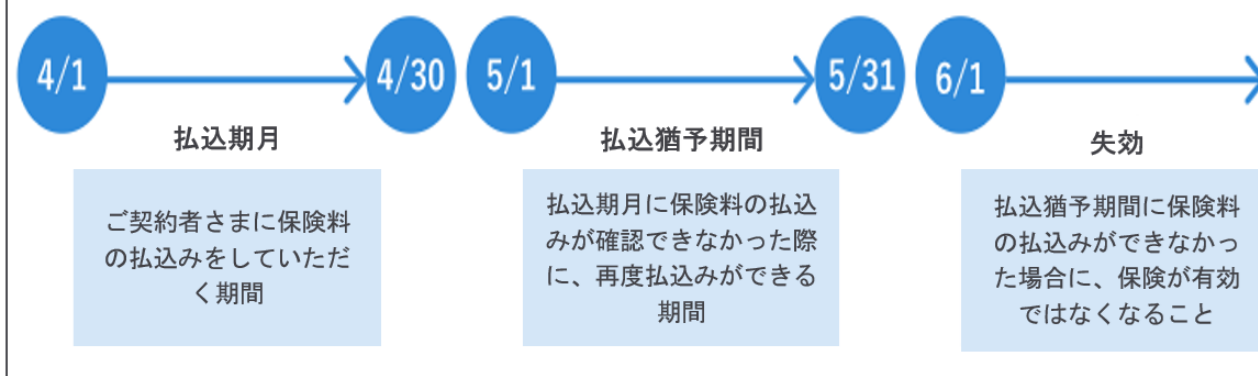 4/1
4/30
5/1
5/31
6/1
払込期月
払込猶予期間
失効
ご契約者さまに保険料
の払込みをしていただ
く期間
払込期月に保険料の払込
みが確認できなかった際
に、再度払込みができる
期間
払込猶予期間に保険料
の払込みができなかっ
た場合に、保険が有効
ではなくなること